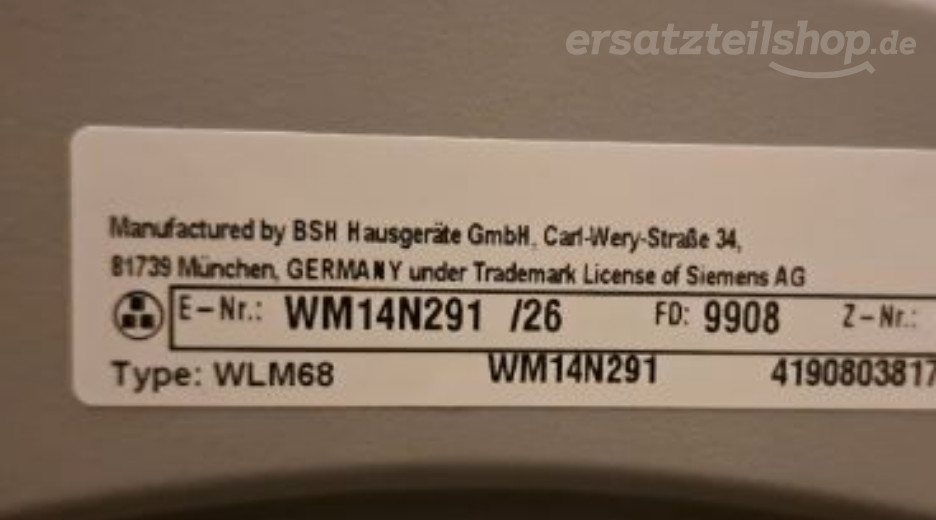 ersatzteilshop.de
Manufactured by BSH Hausgeräte GmbH, Carl-Wery-Straße 34,
81739 München, GERMANY under Trademark License of Siemens AG
E-Nr.: WM14N291 /26 FD: 9908 Z-Nr.:
Type: WLM68 WM14N291 4190803817